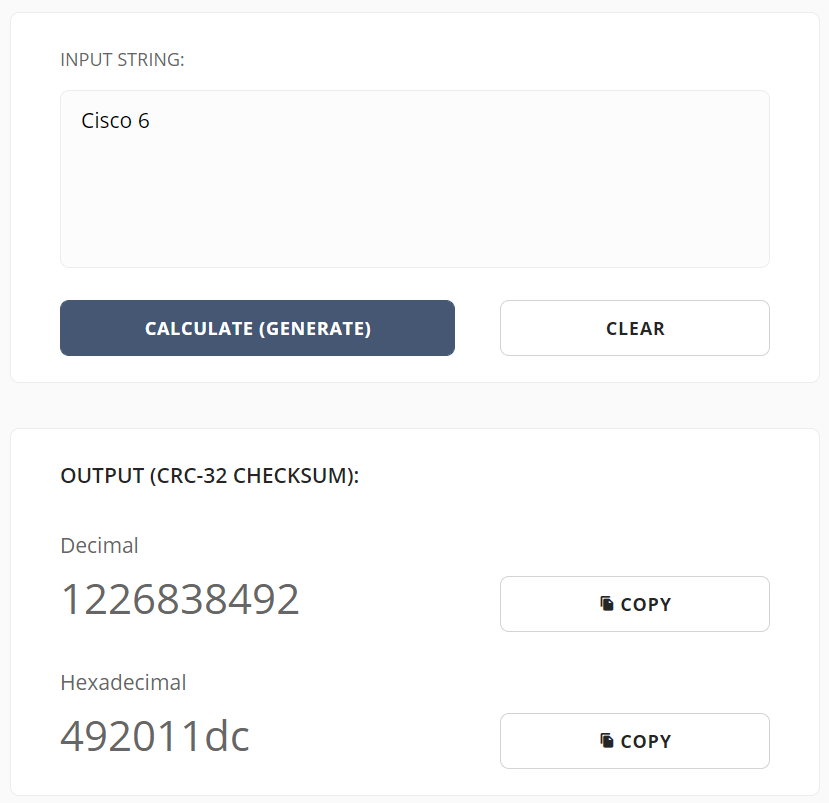 INPUT STRING:
Cisco 6
CALCULATE (GENERATE)
CLEAR
OUTPUT (CRC-32 CHECKSUM):
Decimal
1226838492
COPY
Hexadecimal
492011dc
COPY